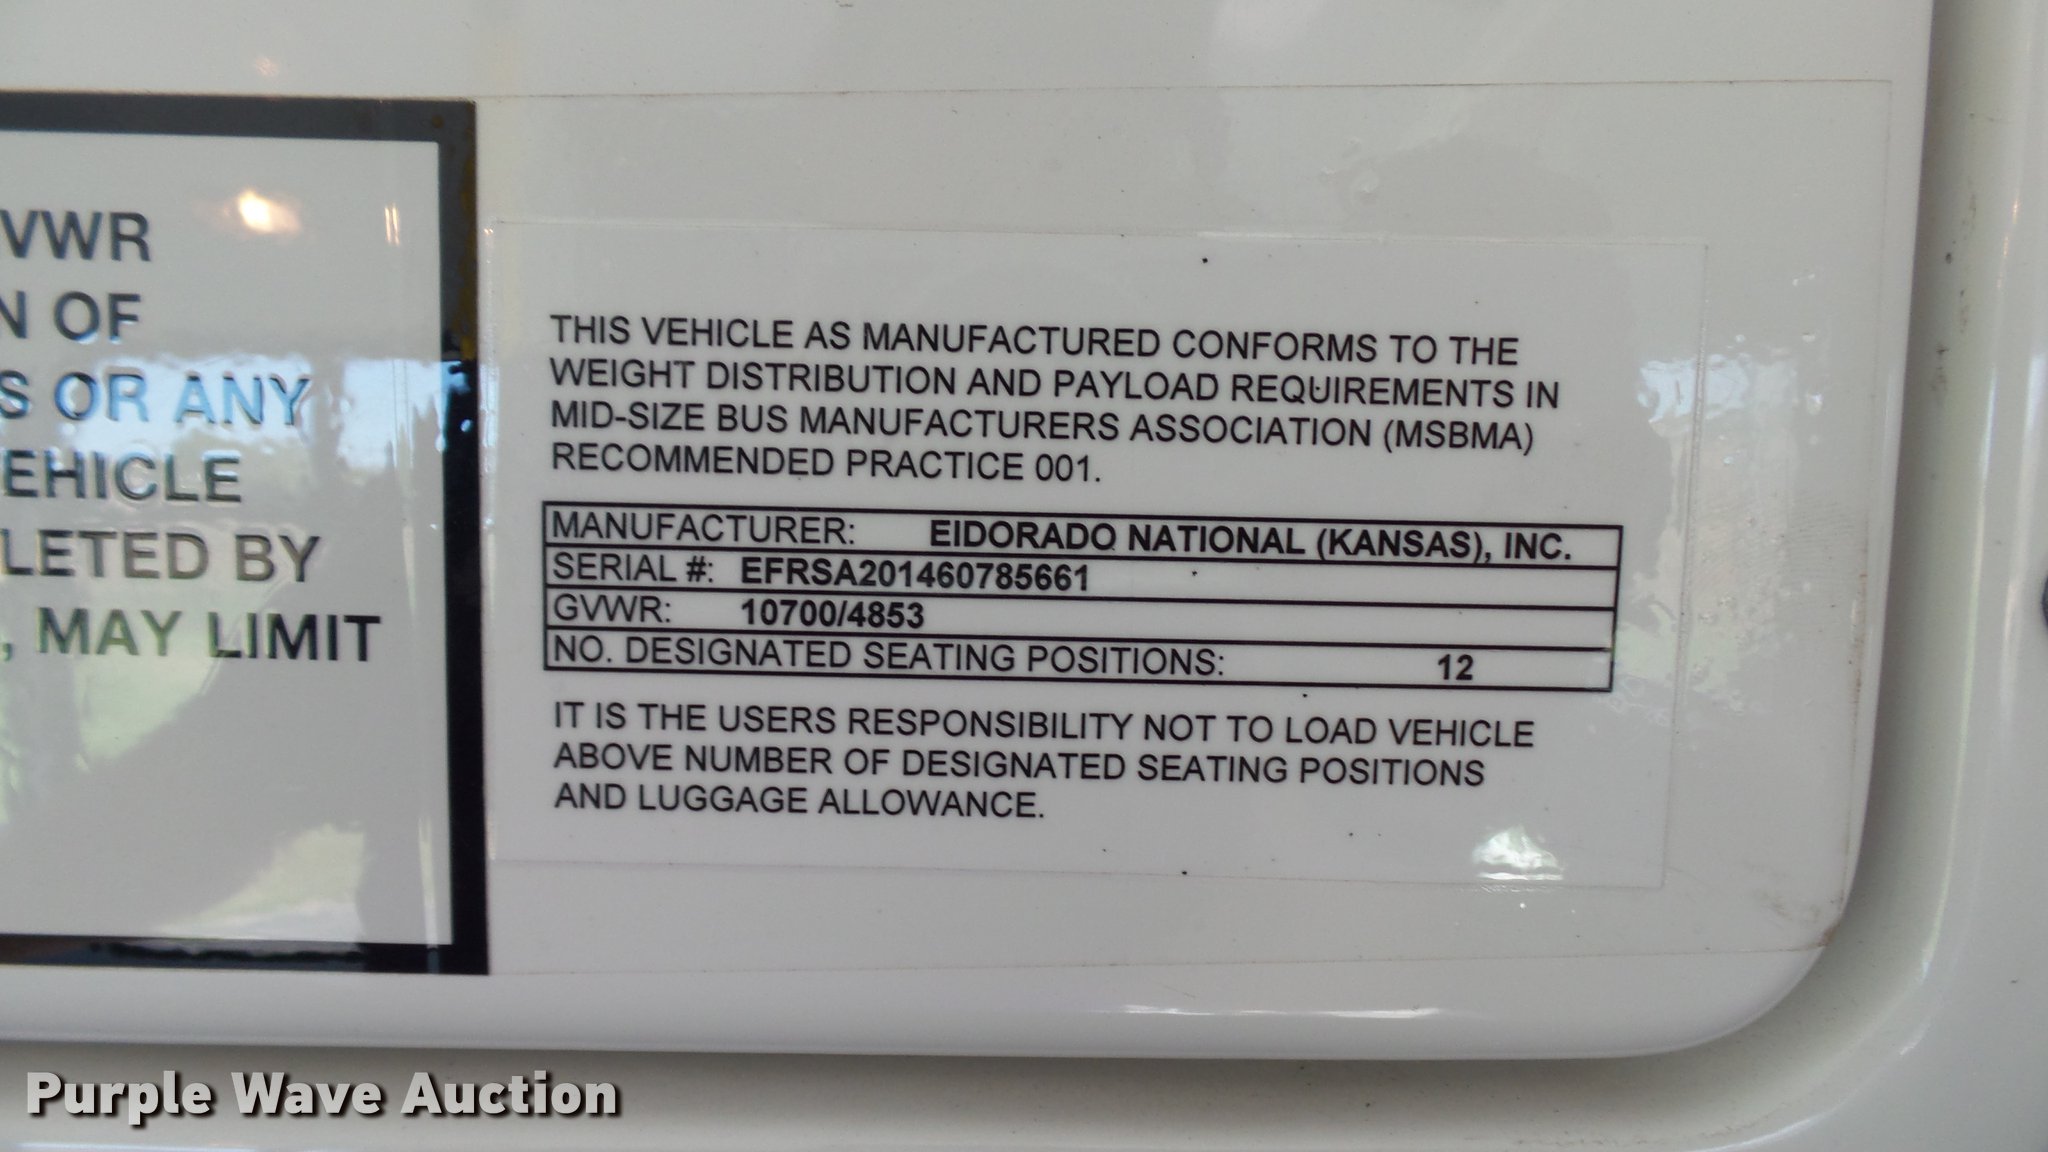 VWR
N OF
S OR ANY
EHICLE
LETED BY
, MAY LIMIT
THIS VEHICLE AS MANUFACTURED CONFORMS TO THE
WEIGHT DISTRIBUTION AND PAYLOAD REQUIREMENTS IN
MID-SIZE BUS MANUFACTURERS ASSOCIATION (MSBMA)
RECOMMENDED PRACTICE 001.
MANUFACTURER: EIDORADO NATIONAL (KANSAS), INC.
SERIAL #: EFRSA201460785661
GVWR: 10700/4853
NO. DESIGNATED SEATING POSITIONS: 12
IT IS THE USERS RESPONSIBILITY NOT TO LOAD VEHICLE
ABOVE NUMBER OF DESIGNATED SEATING POSITIONS
AND LUGGAGE ALLOWANCE.
Purple Wave Auction